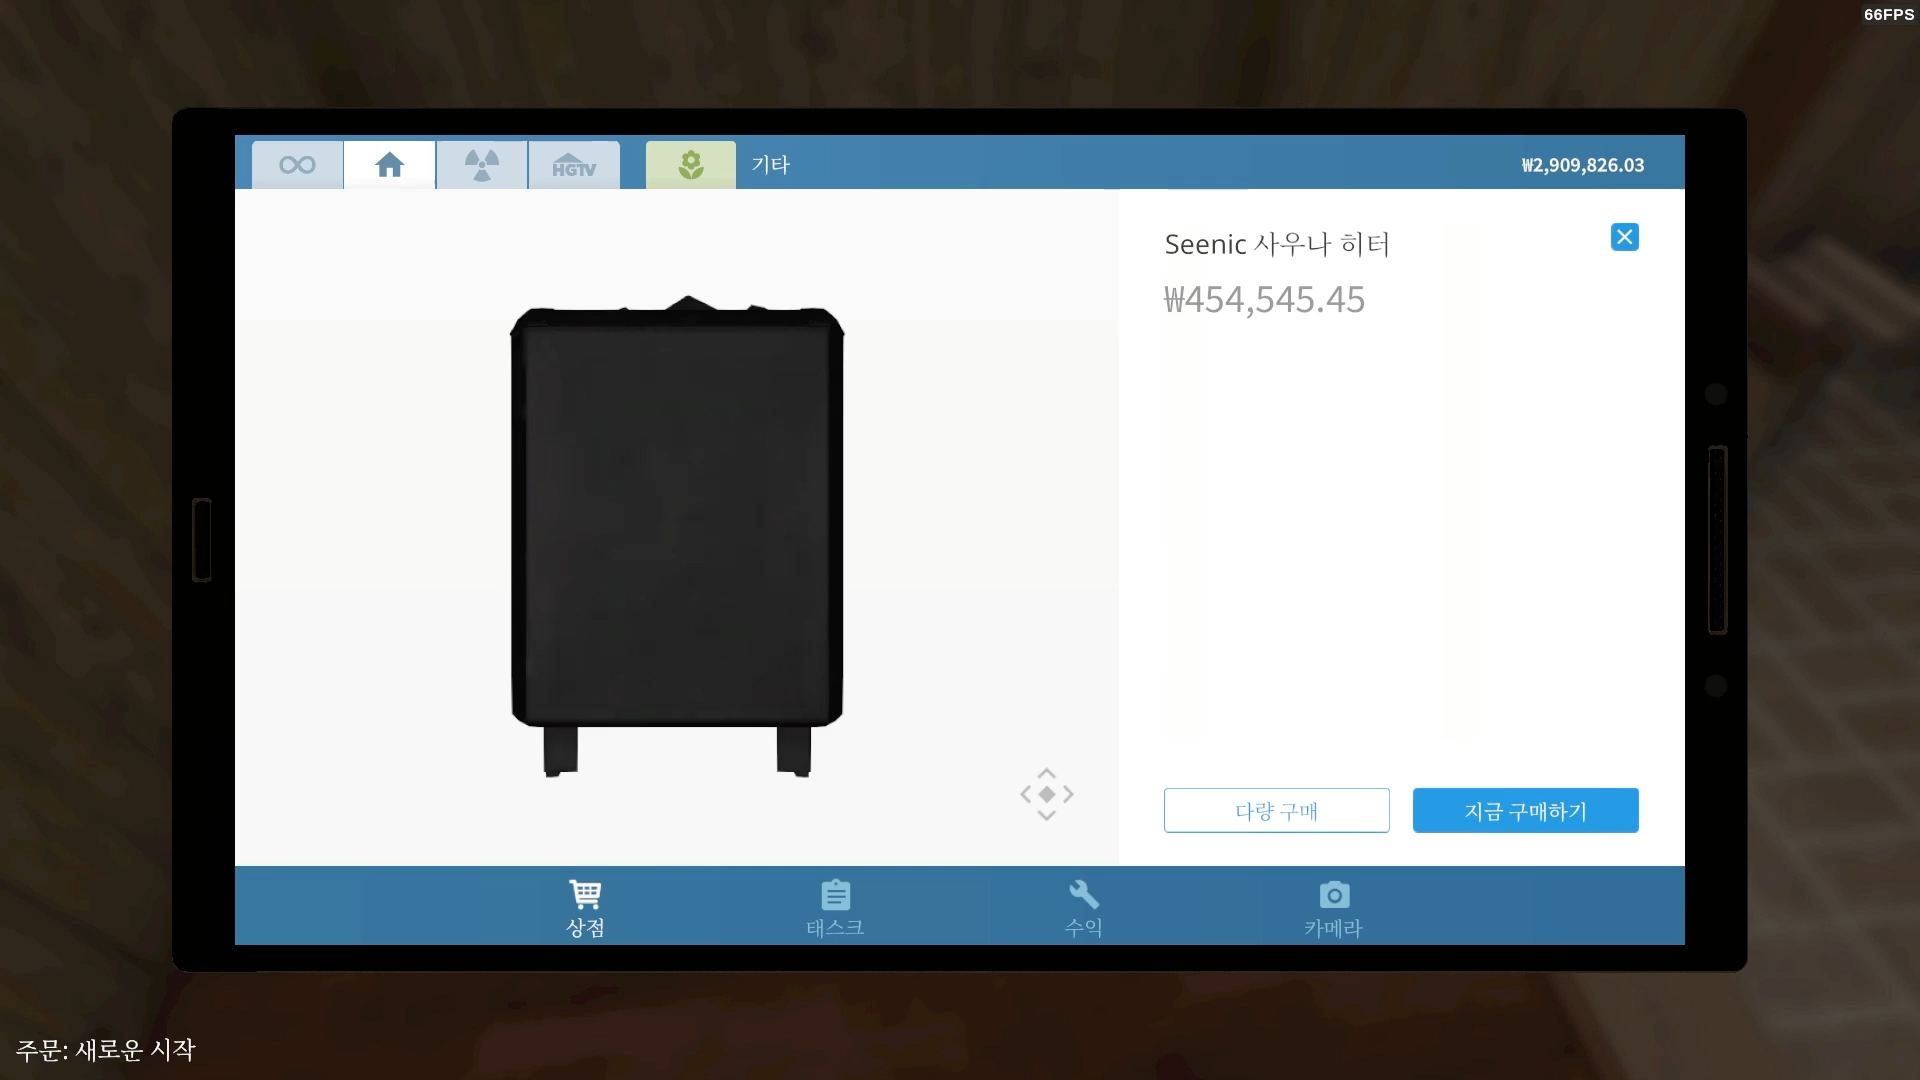 66FPS
HGTV
기타
₩2,909,826.03
Seenic 사우나 히터
₩454,545.45
다량 구매
지금 구매하기
상점
태스크
수익
카메라
주문: 새로운 시작